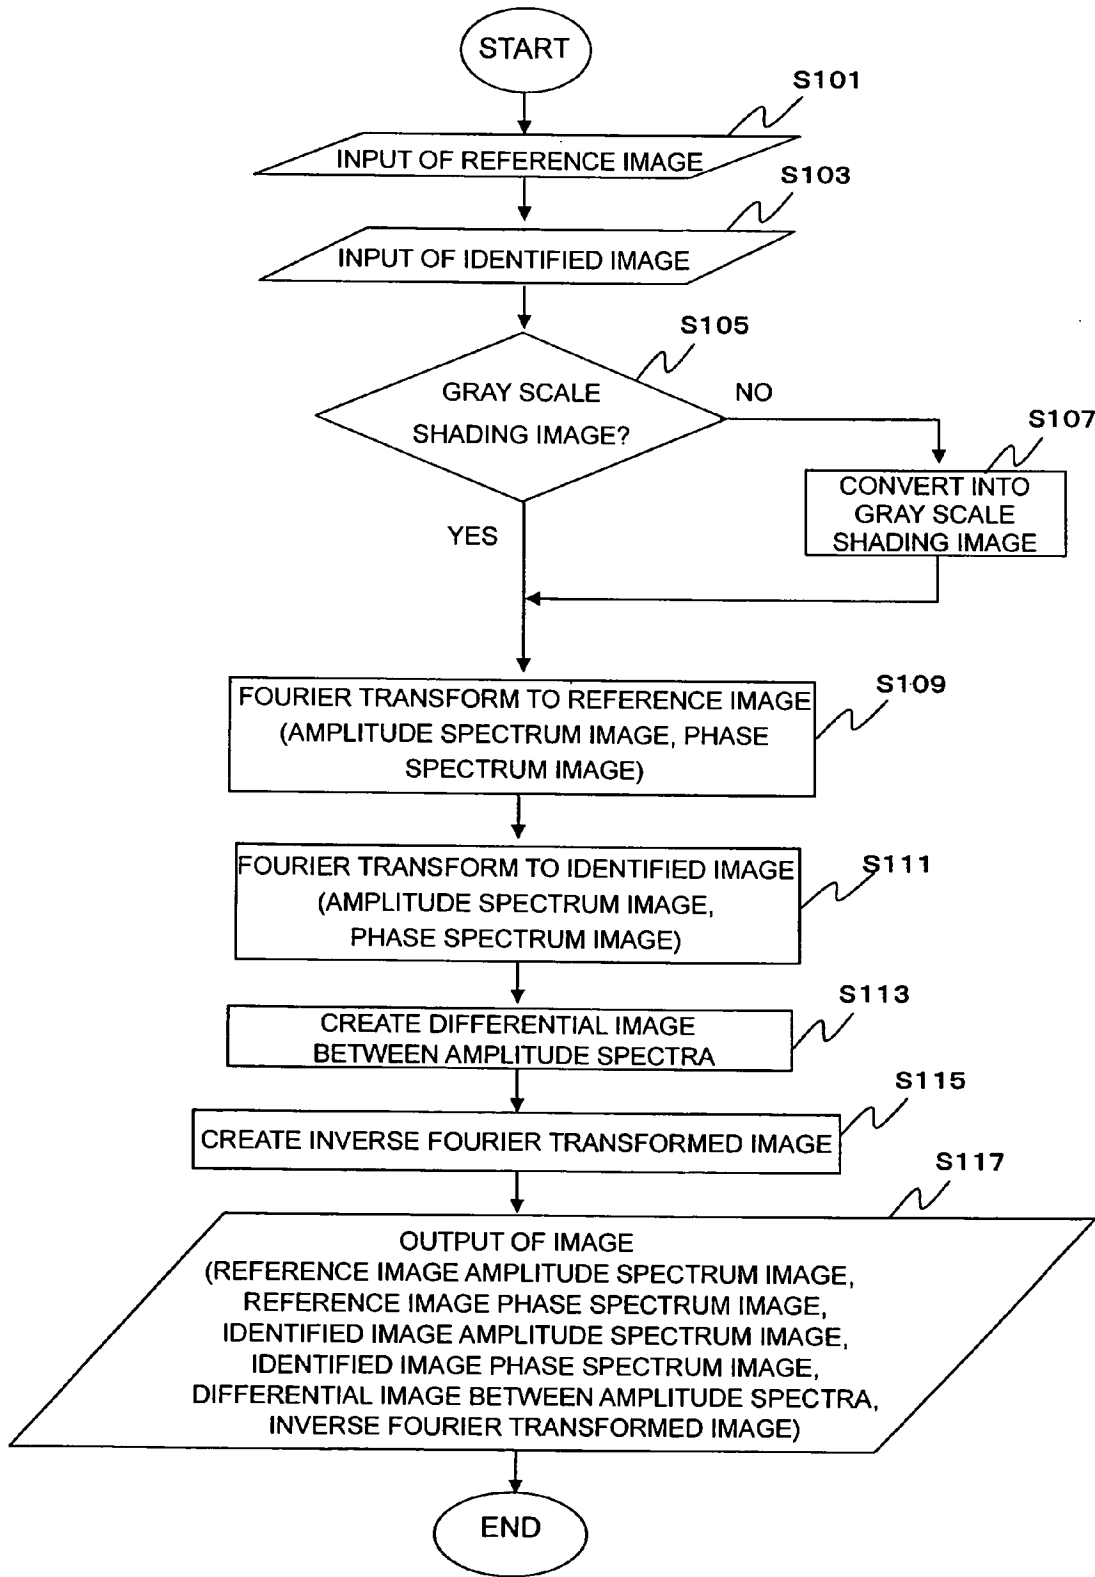 START
S101
INPUT OF REFERENCE IMAGE
S103
INPUT OF IDENTIFIED IMAGE
S105
GRAY SCALE
SHADING IMAGE?
NO
S107
CONVERT INTO
GRAY SCALE
SHADING IMAGE
YES
S109
FOURIER TRANSFORM TO REFERENCE IMAGE
(AMPLITUDE SPECTRUM IMAGE, PHASE
SPECTRUM IMAGE)
S111
FOURIER TRANSFORM TO IDENTIFIED IMAGE
(AMPLITUDE SPECTRUM IMAGE,
PHASE SPECTRUM IMAGE)
S113
CREATE DIFFERENTIAL IMAGE
BETWEEN AMPLITUDE SPECTRA
S115
CREATE INVERSE FOURIER TRANSFORMED IMAGE
S117
OUTPUT OF IMAGE
(REFERENCE IMAGE AMPLITUDE SPECTRUM IMAGE,
REFERENCE IMAGE PHASE SPECTRUM IMAGE,
IDENTIFIED IMAGE AMPLITUDE SPECTRUM IMAGE,
IDENTIFIED IMAGE PHASE SPECTRUM IMAGE,
DIFFERENTIAL IMAGE BETWEEN AMPLITUDE SPECTRA,
INVERSE FOURIER TRANSFORMED IMAGE)
END